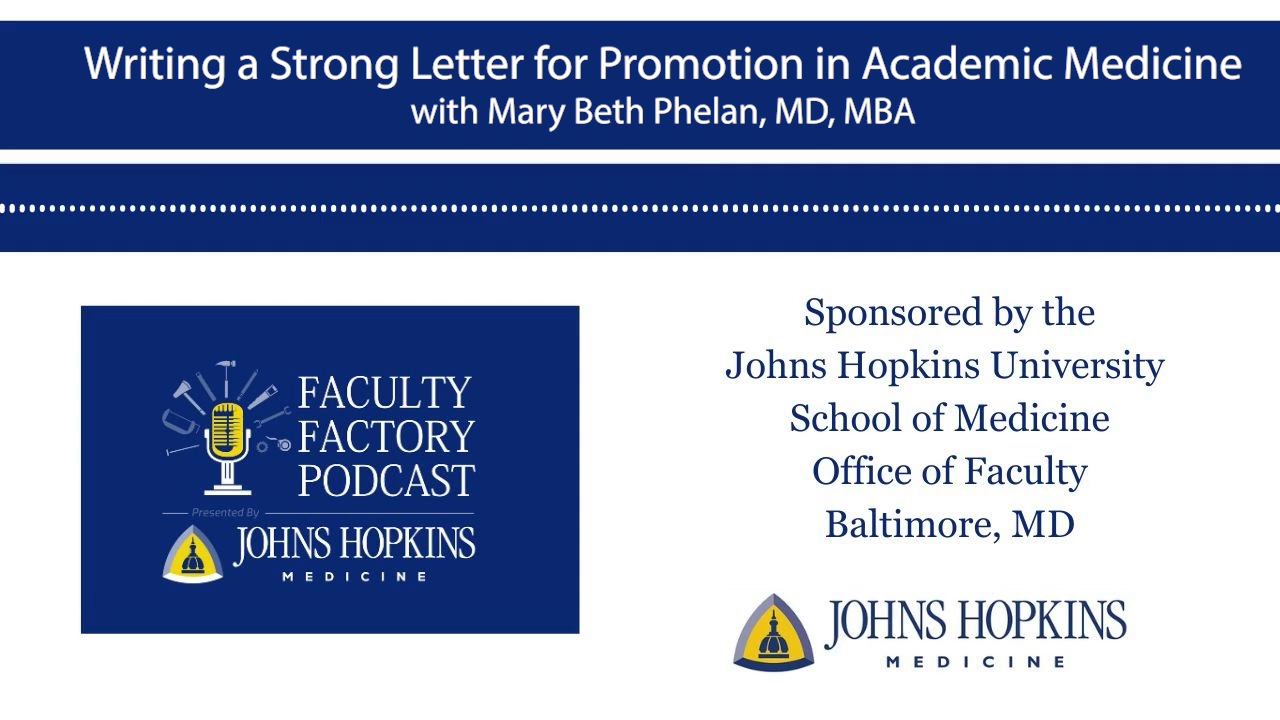 Writing a Strong Letter for Promotion in Academic Medicine
with Mary Beth Phelan, MD, MBA
FACULTY
FACTORY
PODCAST
Presented By
JOHNS HOPKINS
MEDICINE
Sponsored by the
Johns Hopkins University
School of Medicine
Office of Faculty
Baltimore, MD
JOHNS HOPKINS
MEDICINE